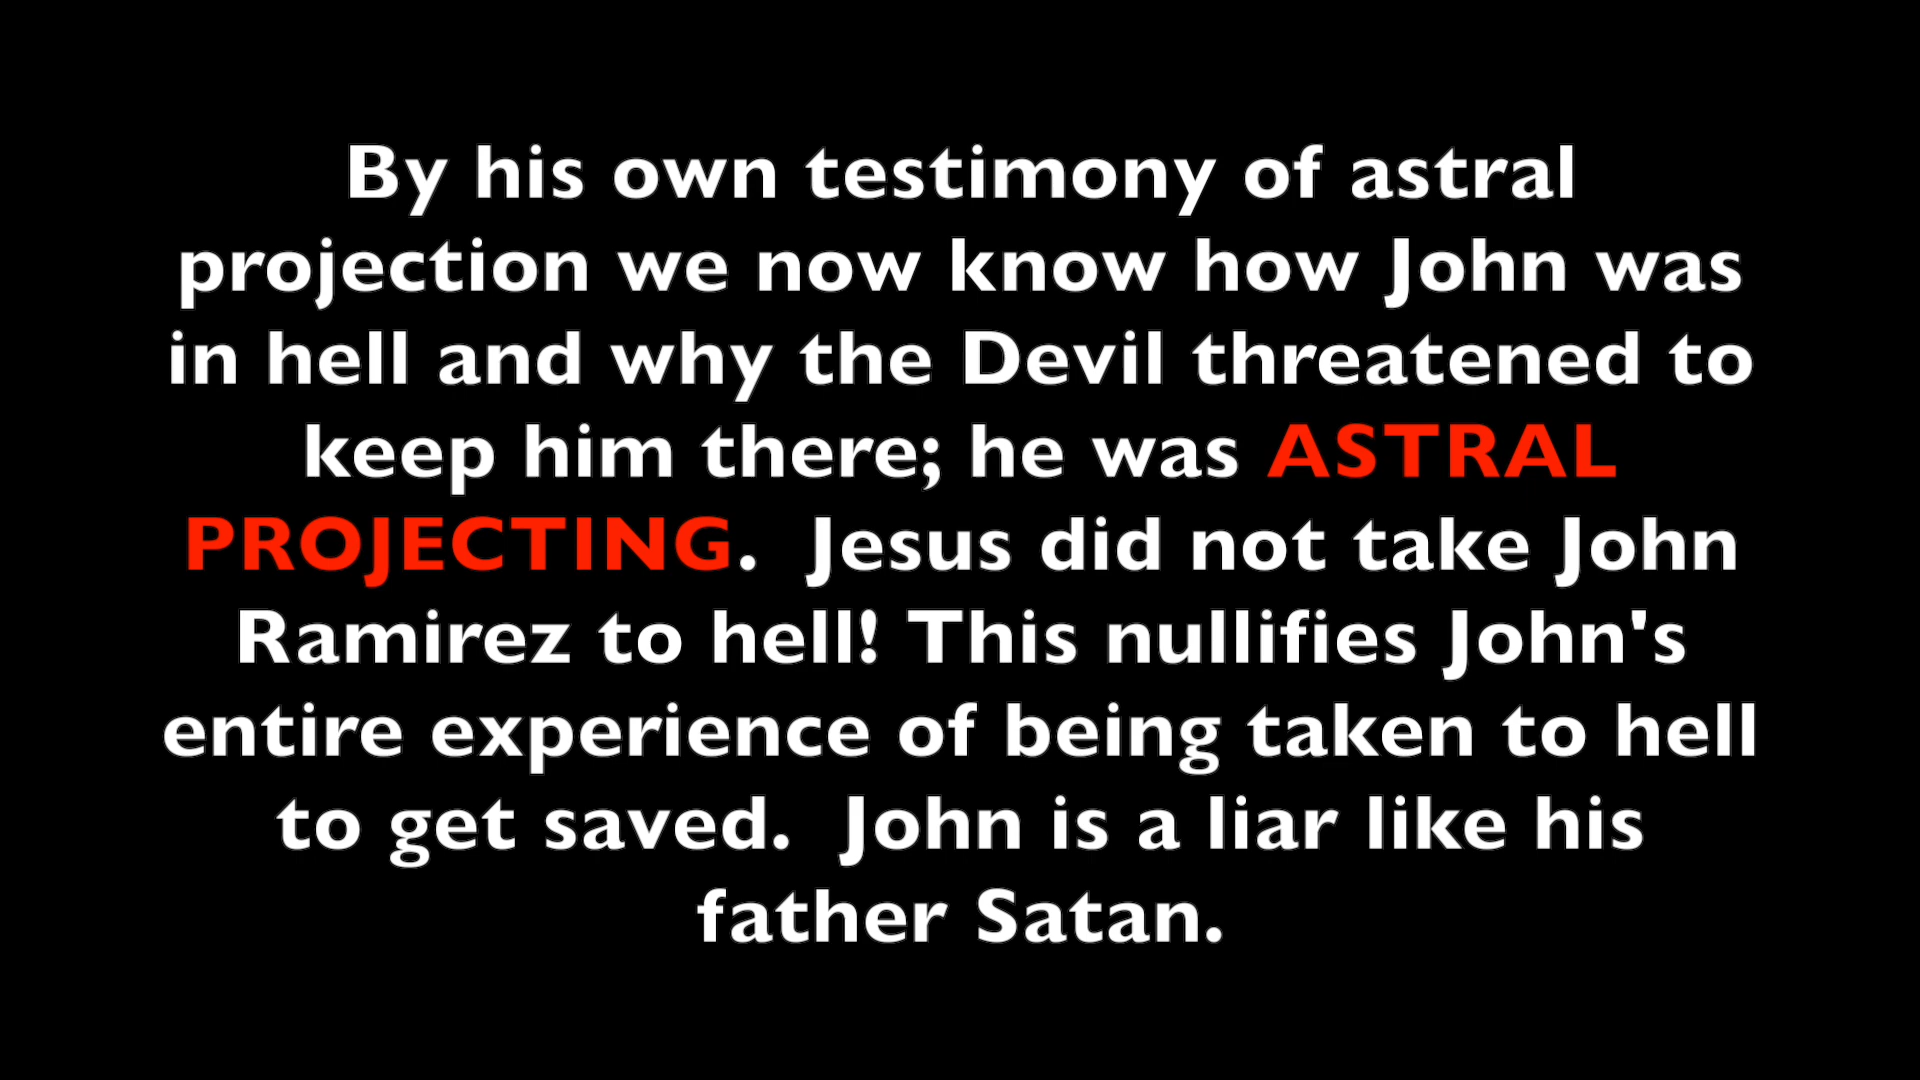 By his own testimony of astral
projection we now know how John was
in hell and why the Devil threatened to
keep him there; he was ASTRAL
PROJECTING.  Jesus did not take John
Ramirez to hell! This nullifies John's
entire experience of being taken to hell
to get saved.  John is a liar like his
father Satan.